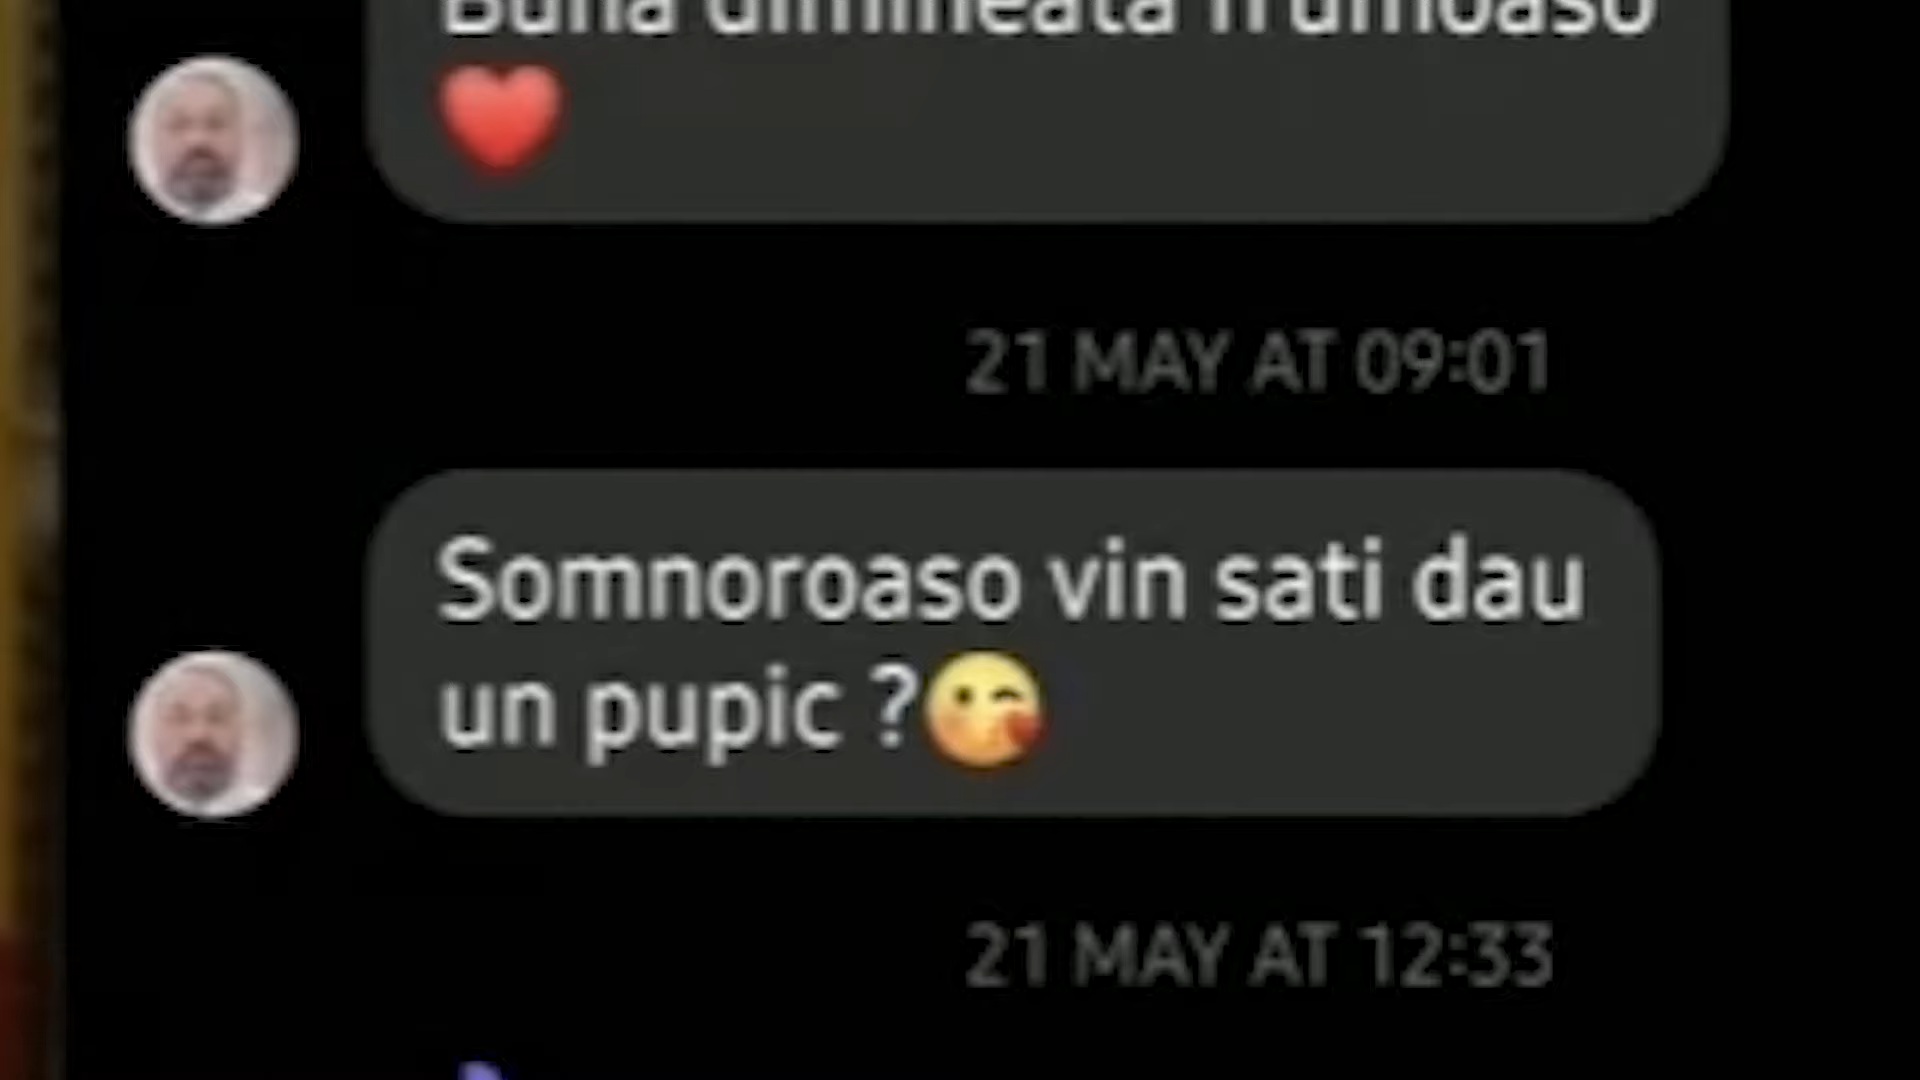 Buna dimineata frumoaso
❤️
21 MAY AT 09:01
Somnoroaso vin sati dau
un pupic ?😘
21 MAY AT 12:33